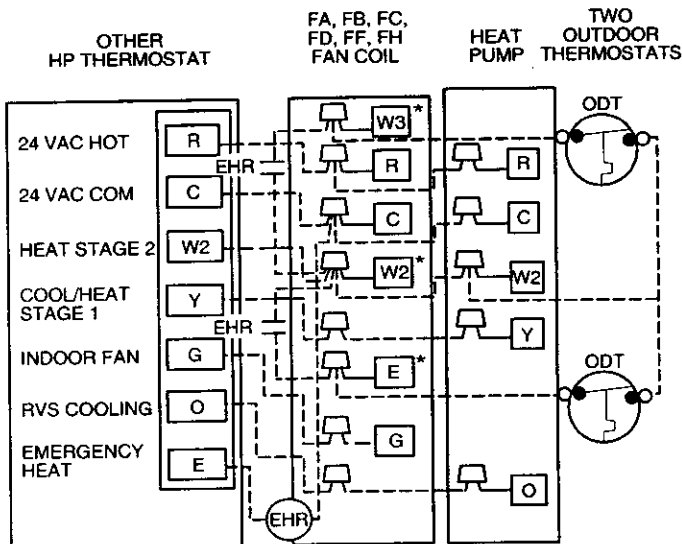 OTHER
HP THERMOSTAT
FA, FB, FC,
FD, FF, FH
FAN COIL
HEAT
PUMP
TWO
OUTDOOR
THERMOSTATS
24 VAC HOT
R
24 VAC COM
C
HEAT STAGE 2
W2
COOL/HEAT
STAGE 1
Y
INDOOR FAN
G
RVS COOLING
O
EMERGENCY
HEAT
E
EHR
EHR
EHR
W3*
R
C
W2*
E*
G
R
C
W2
Y
O
ODT
ODT